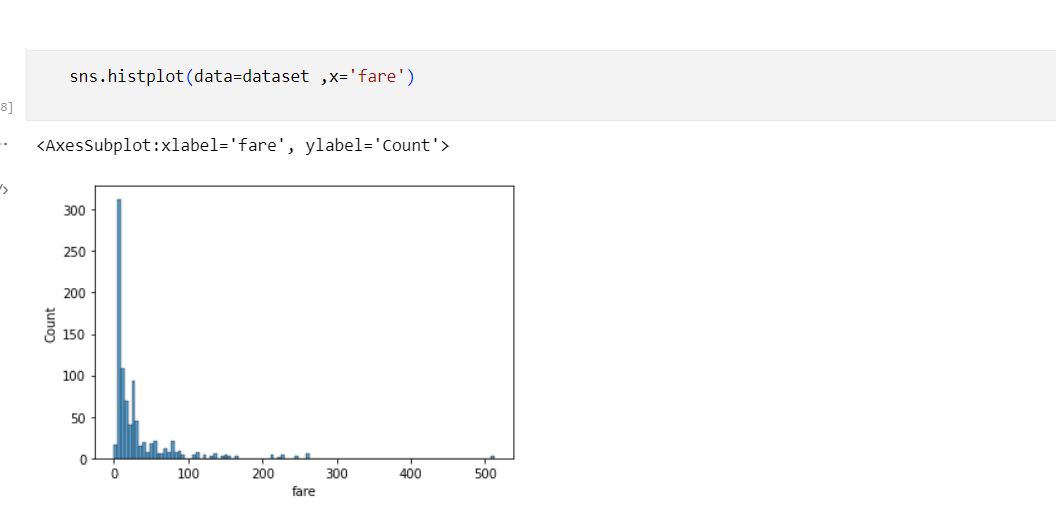 sns.histplot(data=dataset ,x='fare')
8]
<AxesSubplot:xlabel='fare', ylabel='Count'>
/>
300
250
200
150
100
50
0
Count
0 100 200 300 400 500
fare